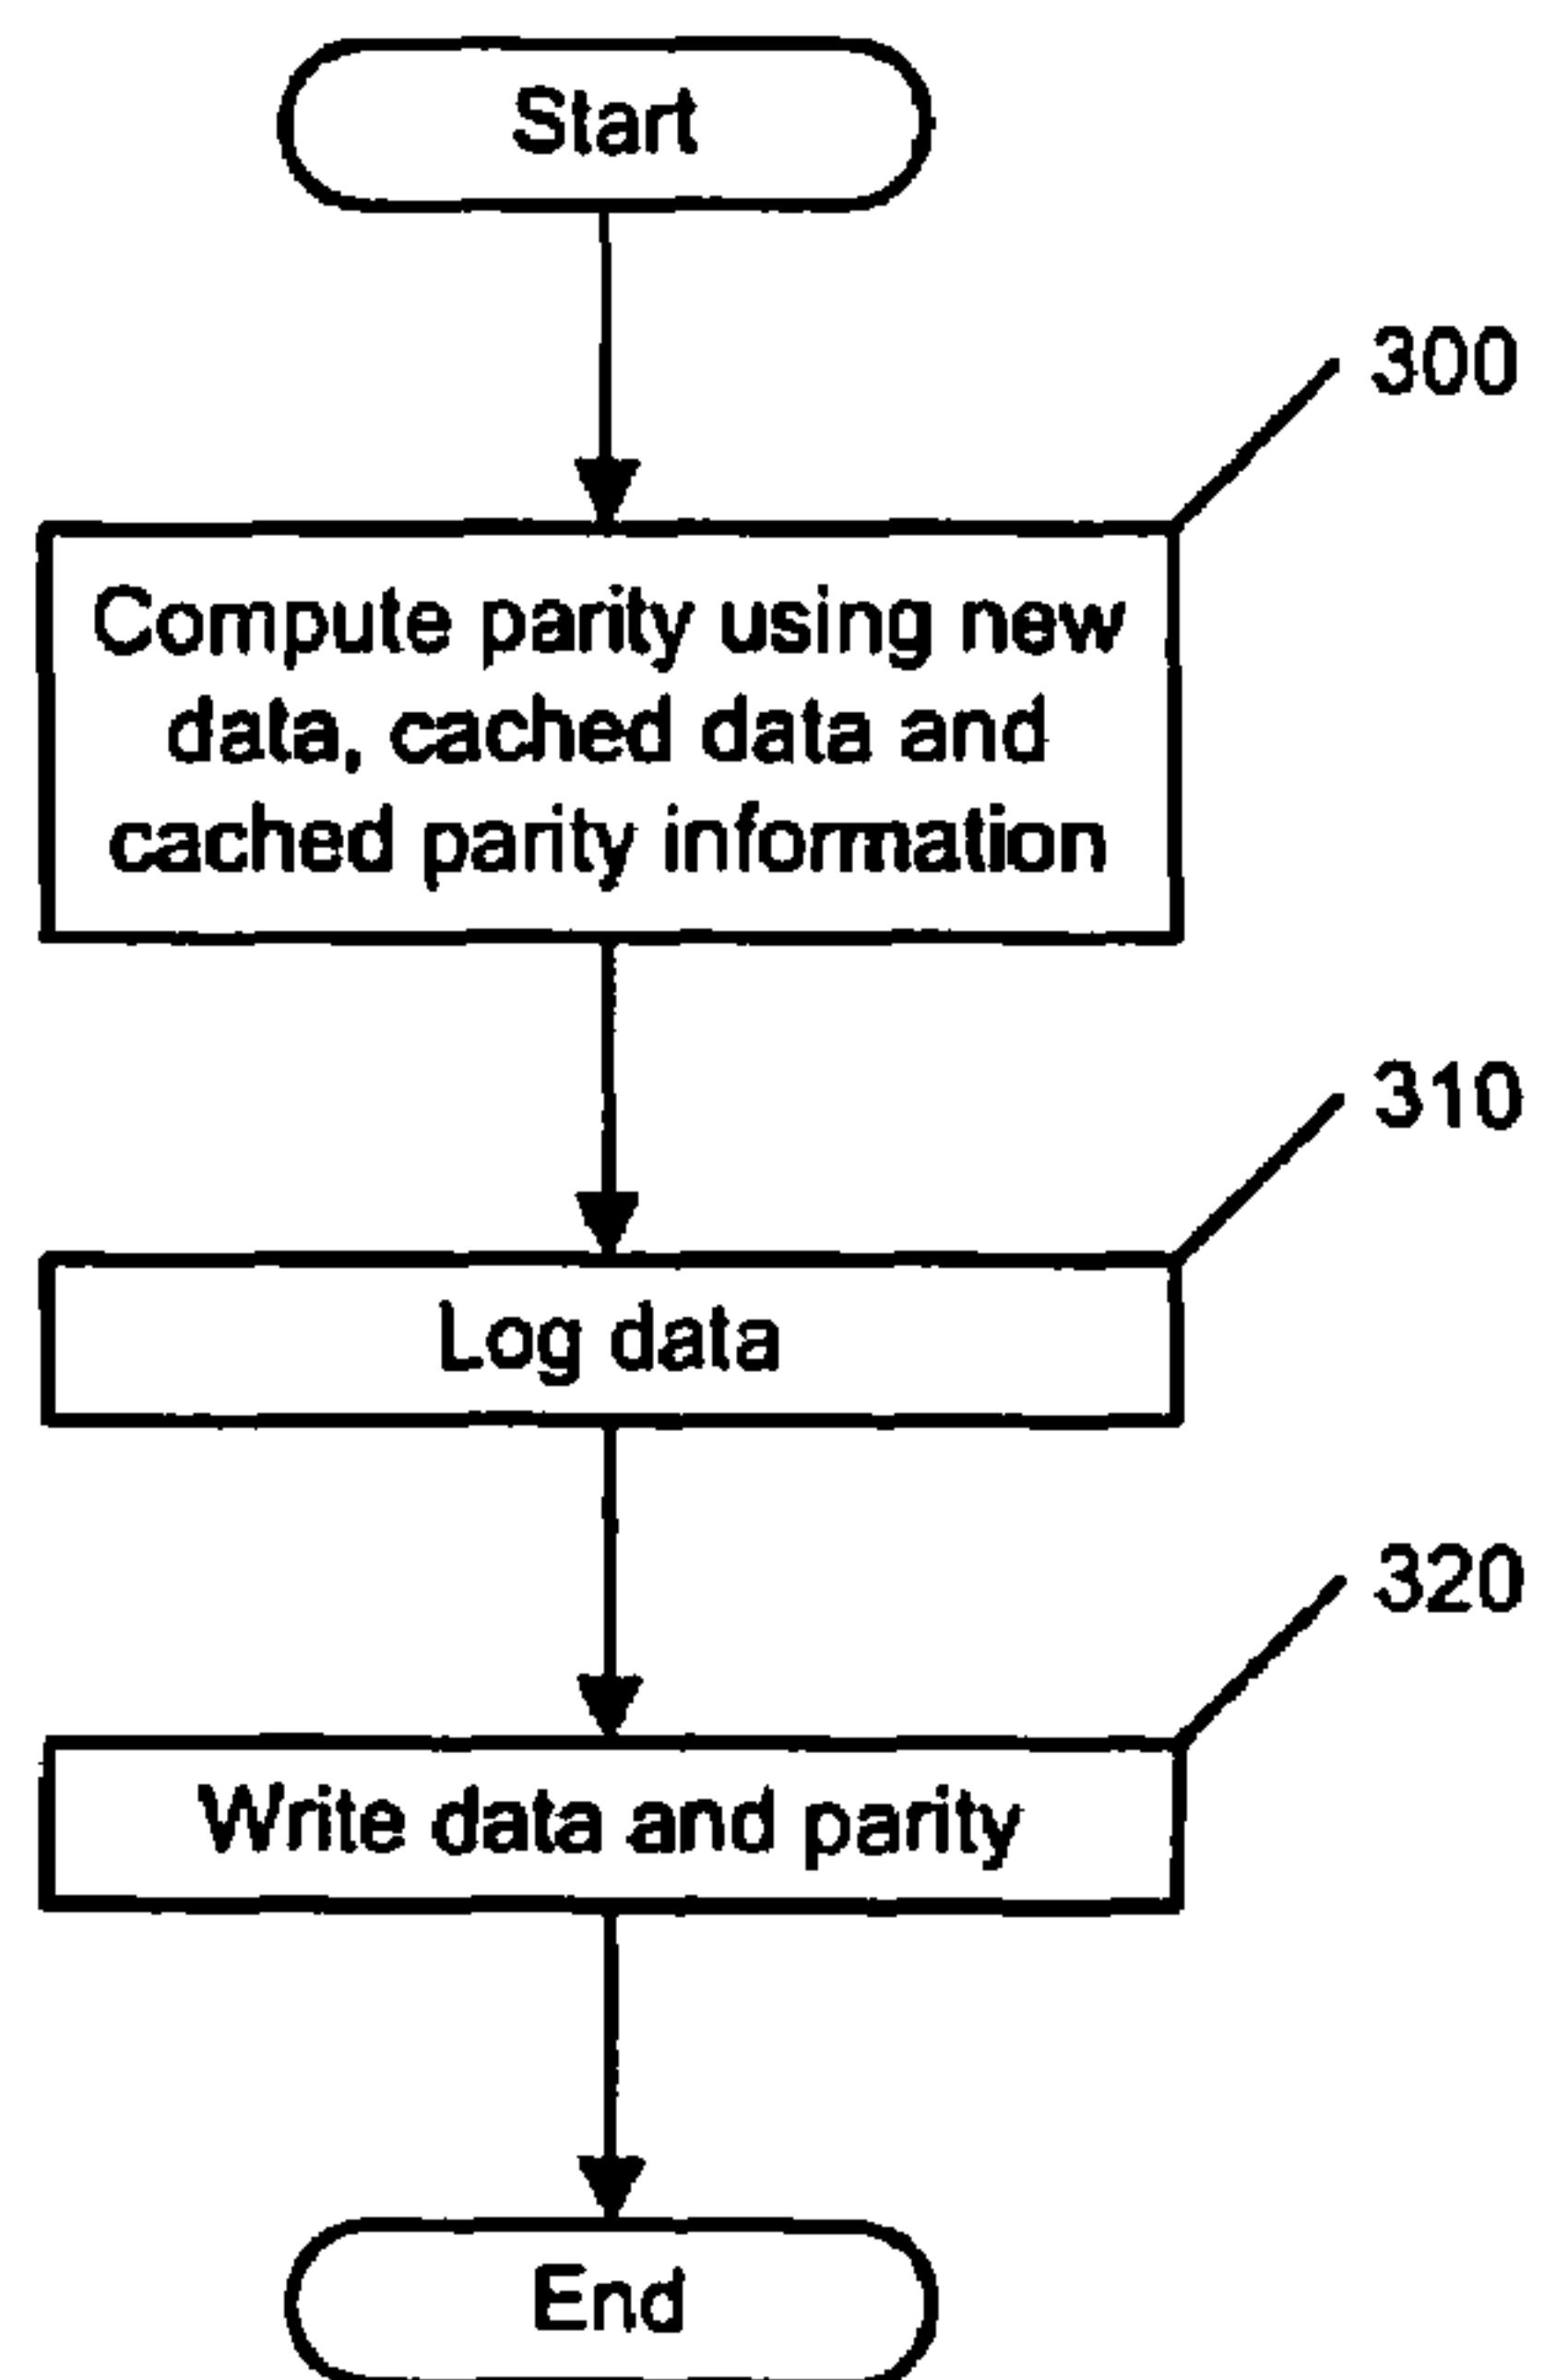 Start
300
Compute parity using new
data, cached data and
cached parity information
310
Log data
320
Write data and parity
End